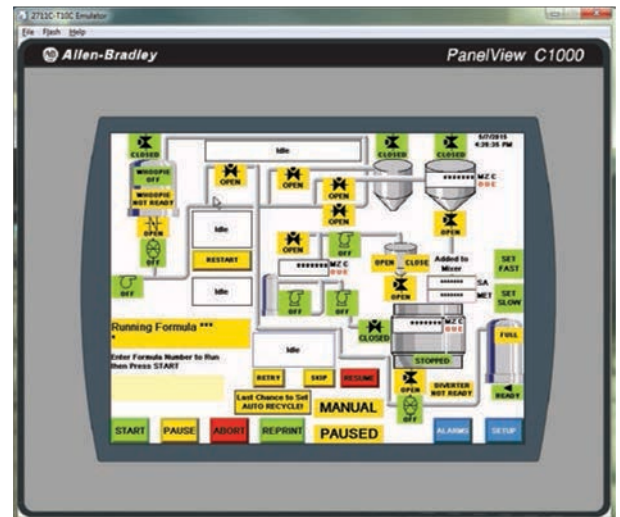 2711C-T10C Emulator
File Flash Help
Allen-Bradley
PanelView C1000
5/7/2015
4:20:35 PM
CLOSED
Idle
CLOSED
CLOSED
WHOOPIE
OFF
WHOOPIE
NOT READY
OPEN
OPEN
OPEN
******* M Z C
O U E
OPEN
OPEN
Idle
OPEN
OFF
OPEN
OFF
RESTART
******* M Z C
O U E
OPEN CLOSE
Added to
Mixer
SET
FAST
OFF
Idle
OFF
OFF
OPEN
******* SA
******* MET
SET
SLOW
Running Formula ***
*
OFF
CLOSED
******* M Z C
O U E
FULL
Enter Formula Number to Run
then Press START
Idle
STOPPED
RETRY
SKIP
RESUME
OPEN
DIVERTER
NOT READY
READY
Last Chance to Set
AUTO RECYCLE!
MANUAL
OFF
START
PAUSE
ABORT
REPRINT
PAUSED
ALARMS
SETUP